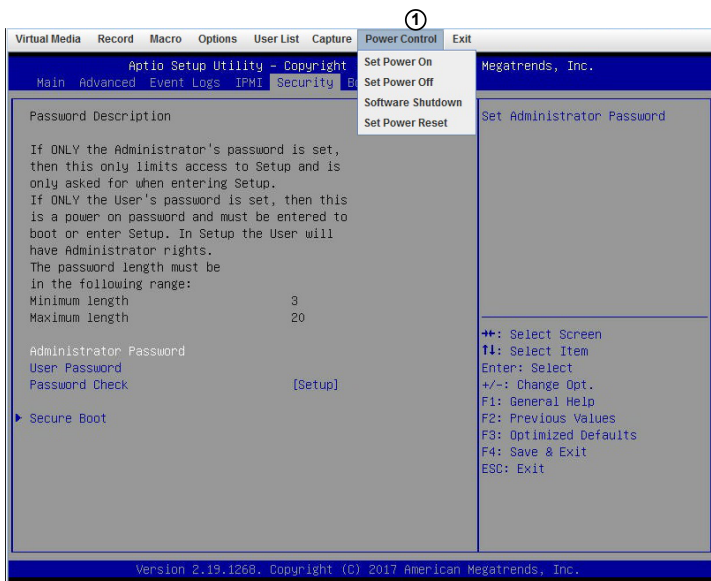 ①
Virtual Media Record Macro Options User List Capture Power Control Exit
Set Power On
Set Power Off
Software Shutdown
Set Power Reset
Aptio Setup Utility – Copyright Megatrends, Inc.
Main Advanced Event Logs IPMI Security Bo
Password Description
If ONLY the Administrator's password is set,
then this only limits access to Setup and is
only asked for when entering Setup.
If ONLY the User's password is set, then this
is a power on password and must be entered to
boot or enter Setup. In Setup the User will
have Administrator rights.
The password length must be
in the following range:
Minimum length 3
Maximum length 20
Administrator Password
User Password
Password Check [Setup]
Secure Boot
Set Administrator Password
→←: Select Screen
↑↓: Select Item
Enter: Select
+/-: Change Opt.
F1: General Help
F2: Previous Values
F3: Optimized Defaults
F4: Save & Exit
ESC: Exit
Version 2.19.1268. Copyright (C) 2017 American Megatrends, Inc.